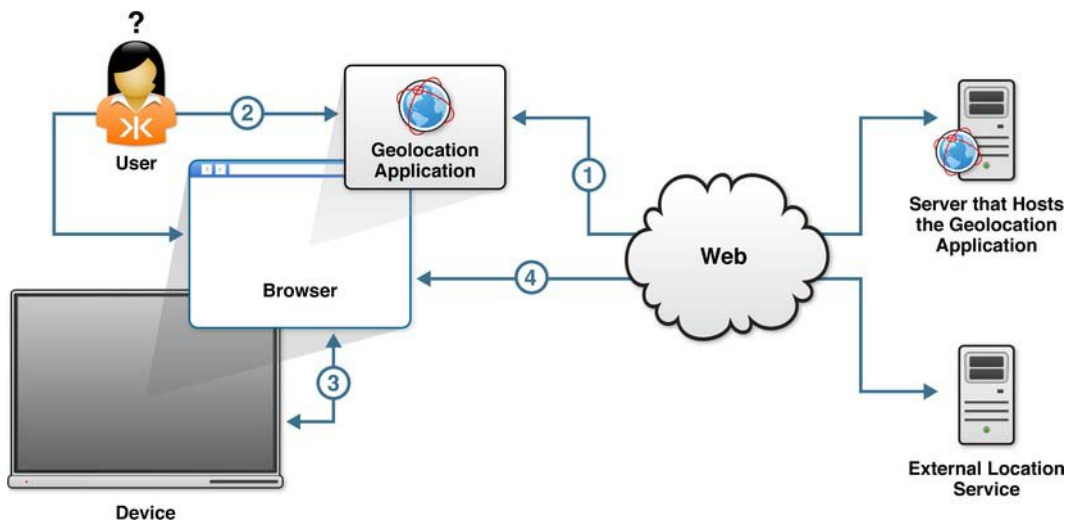 ?
2
User
Geolocation
Application
1
Server that Hosts
the Geolocation
Application
Web
4
Browser
3
External Location
Service
Device